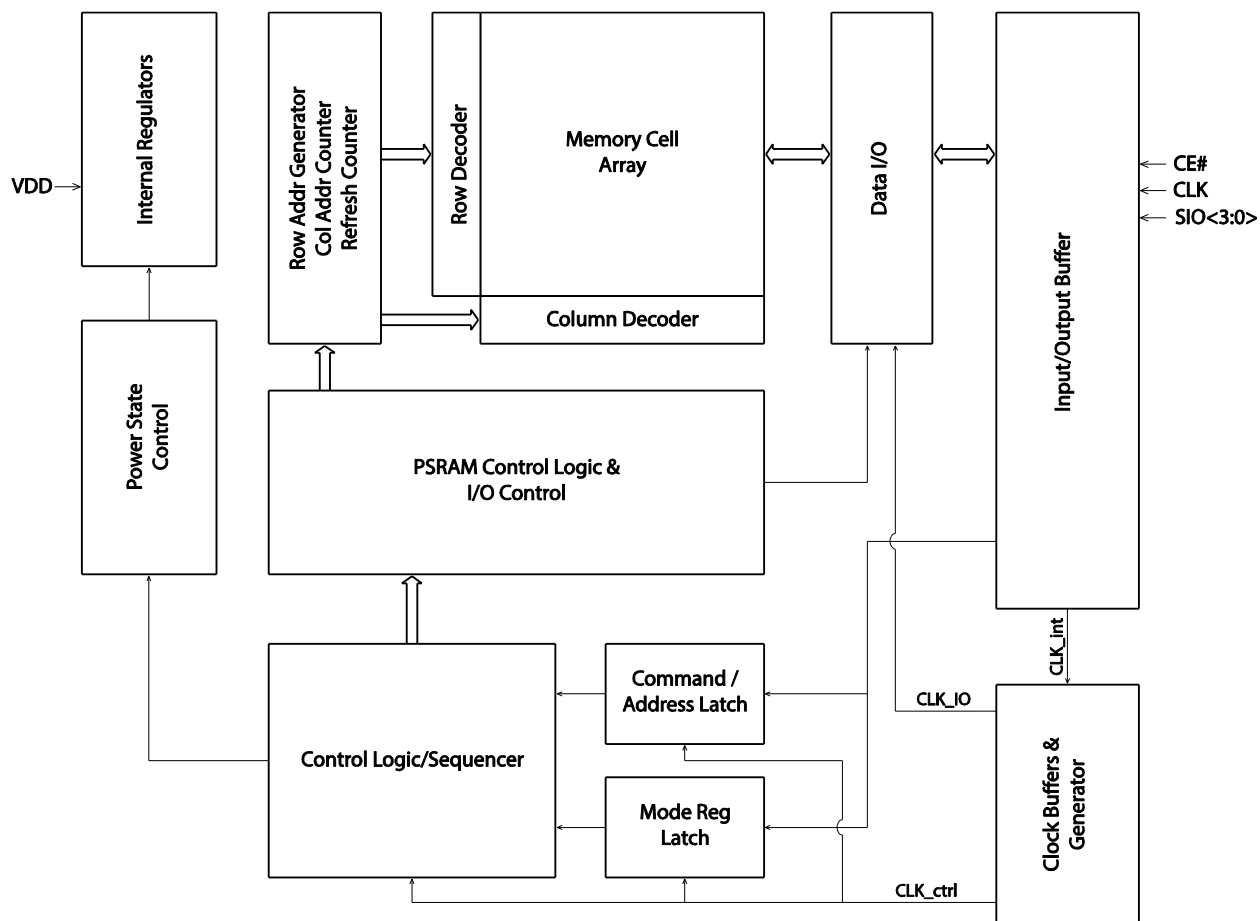 VDD
Internal Regulators
Row Addr Generator
Col Addr Counter
Refresh Counter
Row Decoder
Memory Cell
Array
Column Decoder
Data I/O
Input/Output Buffer
CE#
CLK
SIO<3:0>
Power State
Control
PSRAM Control Logic &
I/O Control
Control Logic/Sequencer
Command /
Address Latch
Mode Reg
Latch
CLK_int
CLK_IO
Clock Buffers &
Generator
CLK_ctrl